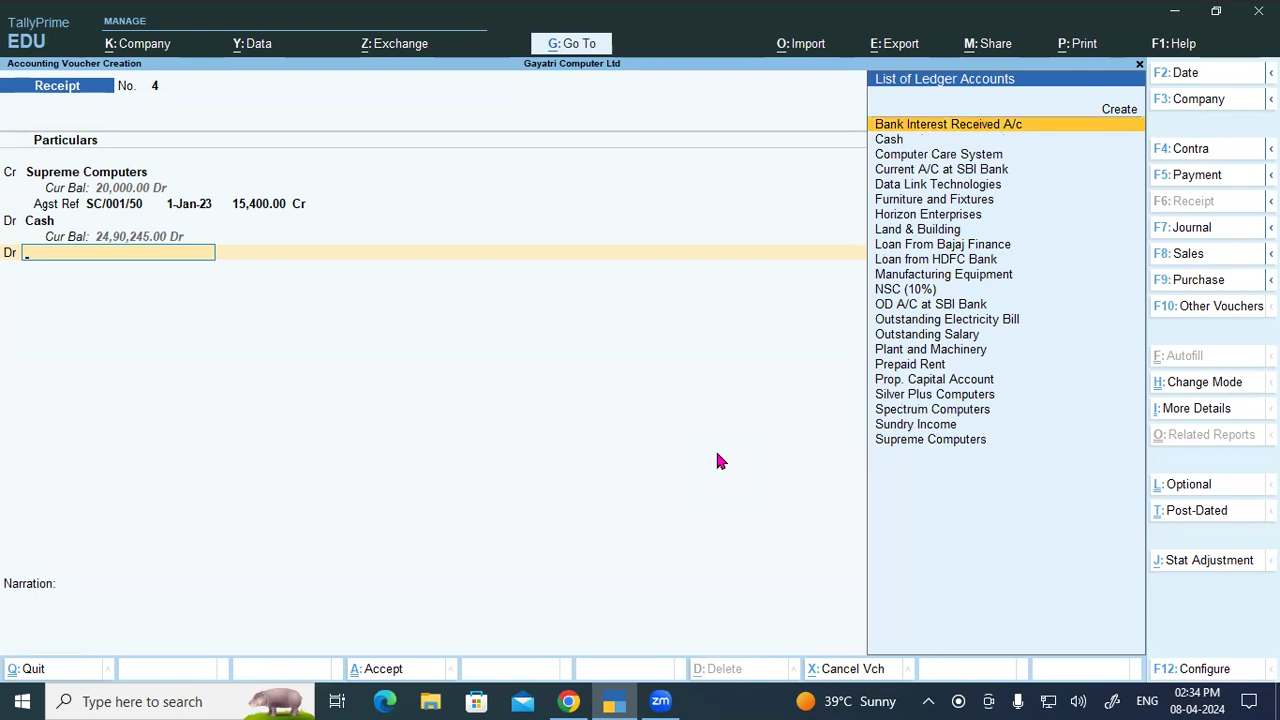 TallyPrime
EDU
MANAGE
K: Company
Y: Data
Z: Exchange
G: Go To
O: Import
E: Export
M: Share
P: Print
F1: Help
Accounting Voucher Creation
Gayatri Computer Ltd
Receipt No. 4
Particulars
Cr Supreme Computers
Cur Bal: 20,000.00 Dr
Agst Ref SC/001/50 1-Jan-23 15,400.00 Cr
Dr Cash
Cur Bal: 24,90,245.00 Dr
Dr
Narration:
List of Ledger Accounts
Create
Bank Interest Received A/c
Cash
Computer Care System
Current A/C at SBI Bank
Data Link Technologies
Furniture and Fixtures
Horizon Enterprises
Land & Building
Loan From Bajaj Finance
Loan from HDFC Bank
Manufacturing Equipment
NSC (10%)
OD A/C at SBI Bank
Outstanding Electricity Bill
Outstanding Salary
Plant and Machinery
Prepaid Rent
Prop. Capital Account
Silver Plus Computers
Spectrum Computers
Sundry Income
Supreme Computers
F2: Date
F3: Company
F4: Contra
F5: Payment
F6: Receipt
F7: Journal
F8: Sales
F9: Purchase
F10: Other Vouchers
F: Autofill
H: Change Mode
I: More Details
O: Related Reports
L: Optional
T: Post-Dated
J: Stat Adjustment
Q: Quit
A: Accept
D: Delete
X: Cancel Vch
F12: Configure
Type here to search
zm
39°C Sunny
ENG
02:34 PM
08-04-2024